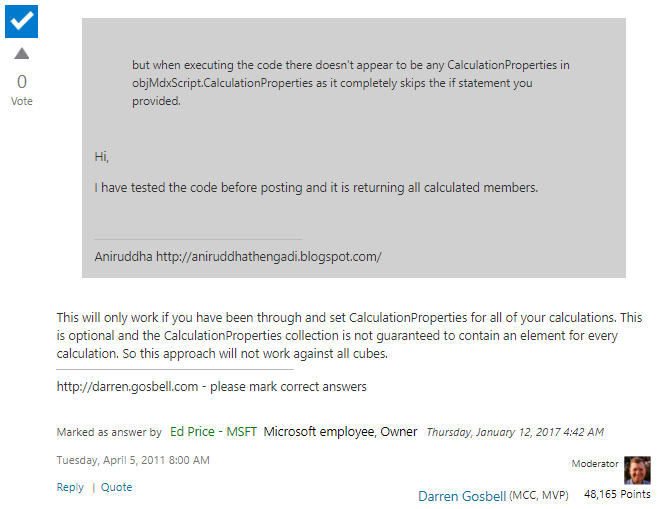 but when executing the code there doesn't appear to be any CalculationProperties in
objMdxScript.CalculationProperties as it completely skips the if statement you
provided.
0
Vote
Hi,
I have tested the code before posting and it is returning all calculated members.
Aniruddha http://aniruddhathengadi.blogspot.com/
This will only work if you have been through and set CalculationProperties for all of your calculations. This
is optional and the CalculationProperties collection is not guaranteed to contain an element for every
calculation. So this approach will not work against all cubes.
http://darren.gosbell.com - please mark correct answers
Marked as answer by Ed Price - MSFT Microsoft employee, Owner Thursday, January 12, 2017 4:42 AM
Tuesday, April 5, 2011 8:00 AM
Moderator
Reply | Quote
Darren Gosbell (MCC, MVP) 48,165 Points